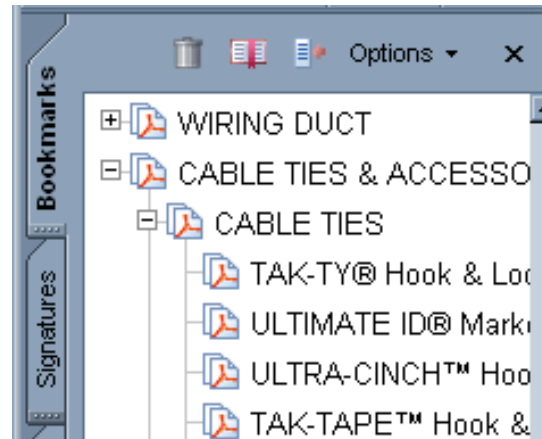 Options
Bookmarks
WIRING DUCT
CABLE TIES & ACCESSO
CABLE TIES
TAK-TY® Hook & Loo
Signatures
ULTIMATE ID® Marke
ULTRA-CINCH™ Hoo
TAK-TAPE™ Hook &